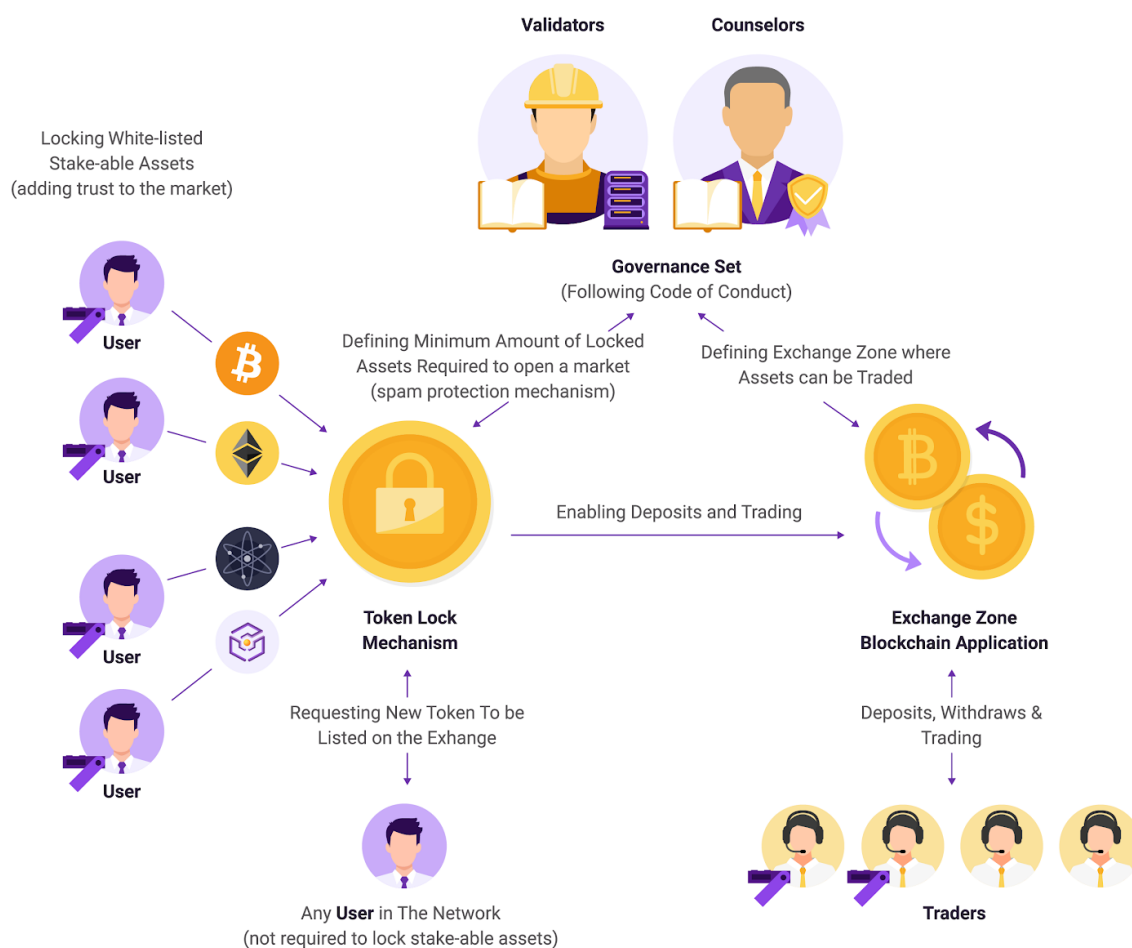 Validators
Counselors
Locking White-listed
Stake-able Assets
(adding trust to the market)
Governance Set
(Following Code of Conduct)
User
Defining Minimum Amount of Locked
Assets Required to open a market
(spam protection mechanism)
Defining Exchange Zone where
Assets can be Traded
User
Enabling Deposits and Trading
User
Token Lock
Mechanism
Exchange Zone
Blockchain Application
Requesting New Token To be
Listed on the Exhange
Deposits, Withdraws &
Trading
User
Any User in The Network
(not required to lock stake-able assets)
Traders